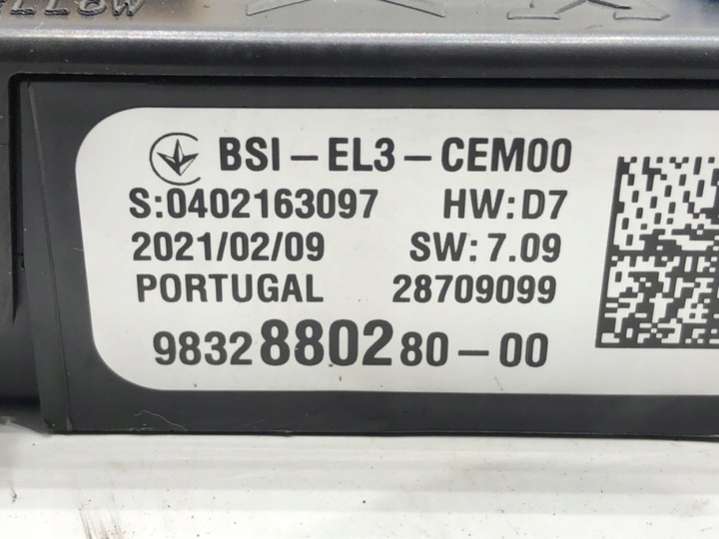 BSI-EL3-CEM00
S:0402163097 HW:D7
2021/02/09 SW:7.09
PORTUGAL 28709099
9832880280-00